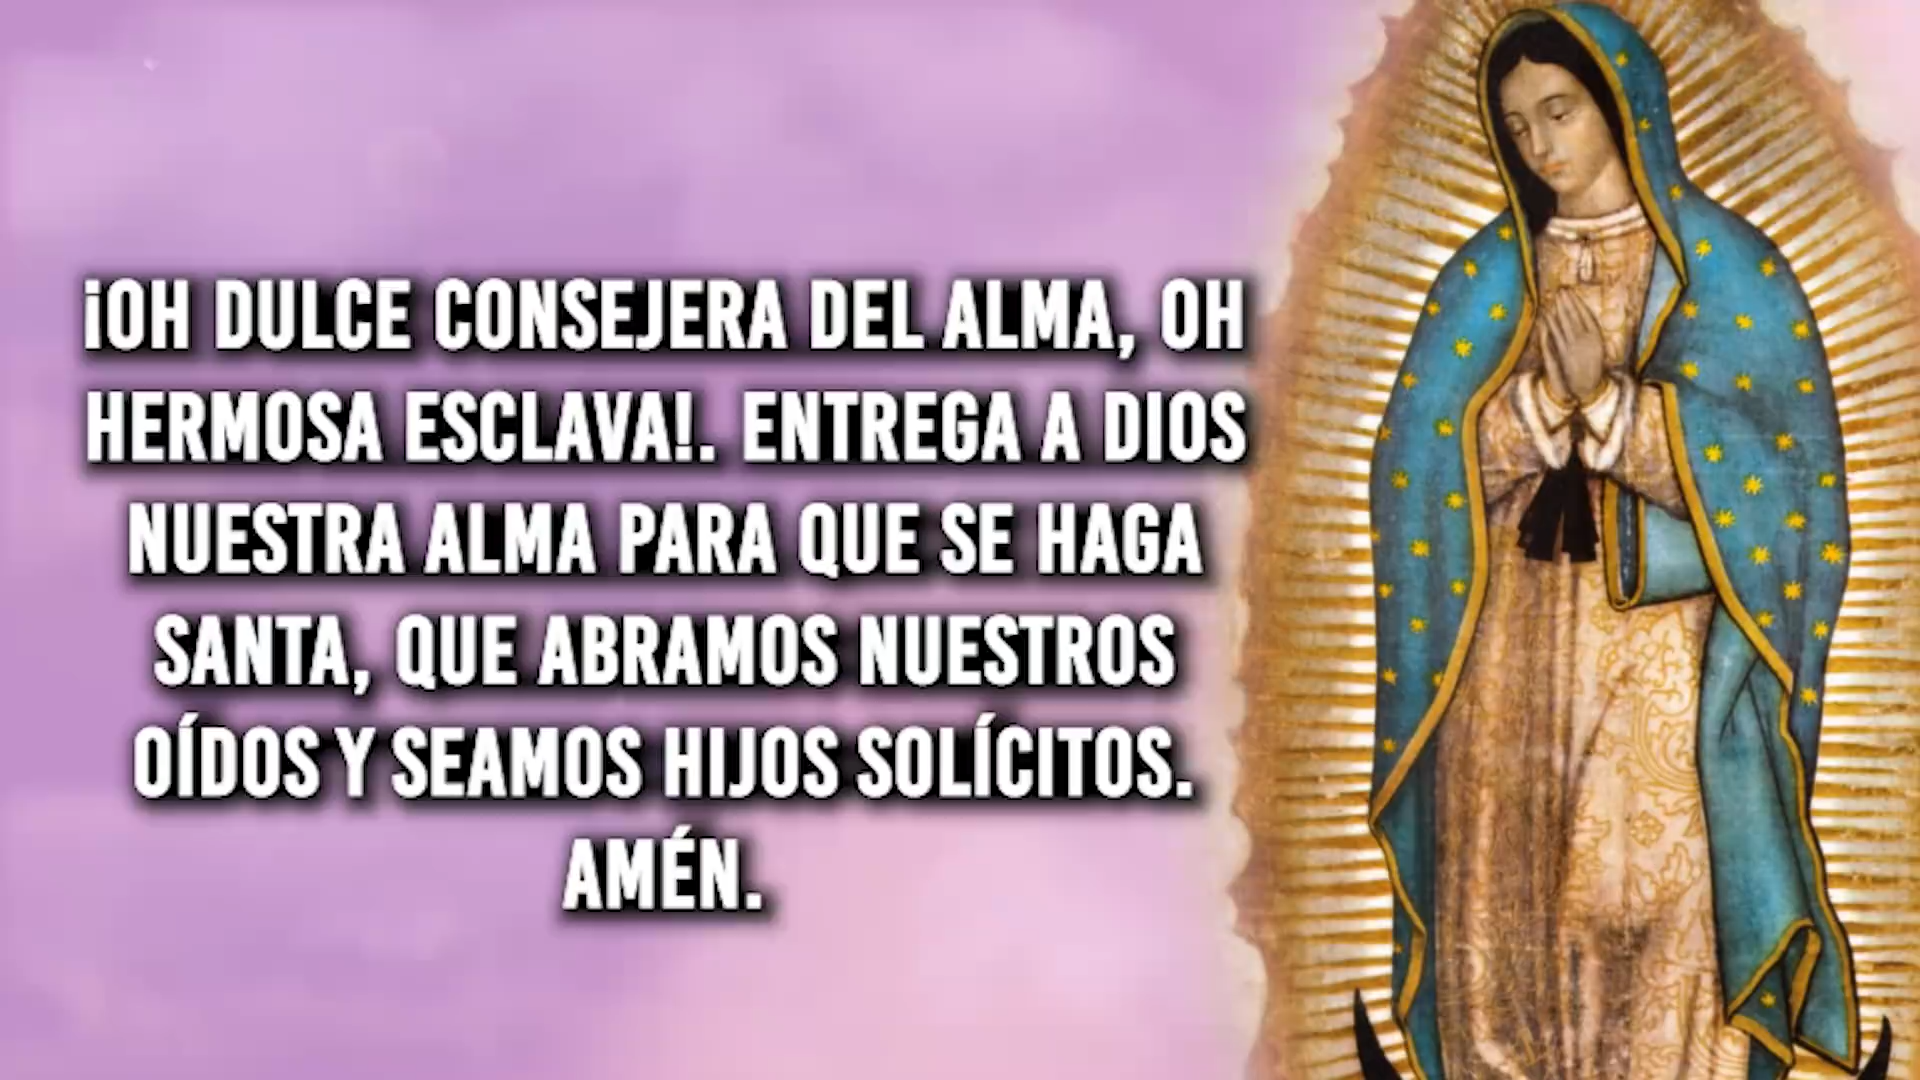 ¡OH DULCE CONSEJERA DEL ALMA, OH
HERMOSA ESCLAVA!. ENTREGA A DIOS
NUESTRA ALMA PARA QUE SE HAGA
SANTA, QUE ABRAMOS NUESTROS
OÍDOS Y SEAMOS HIJOS SOLÍCITOS.
AMÉN.